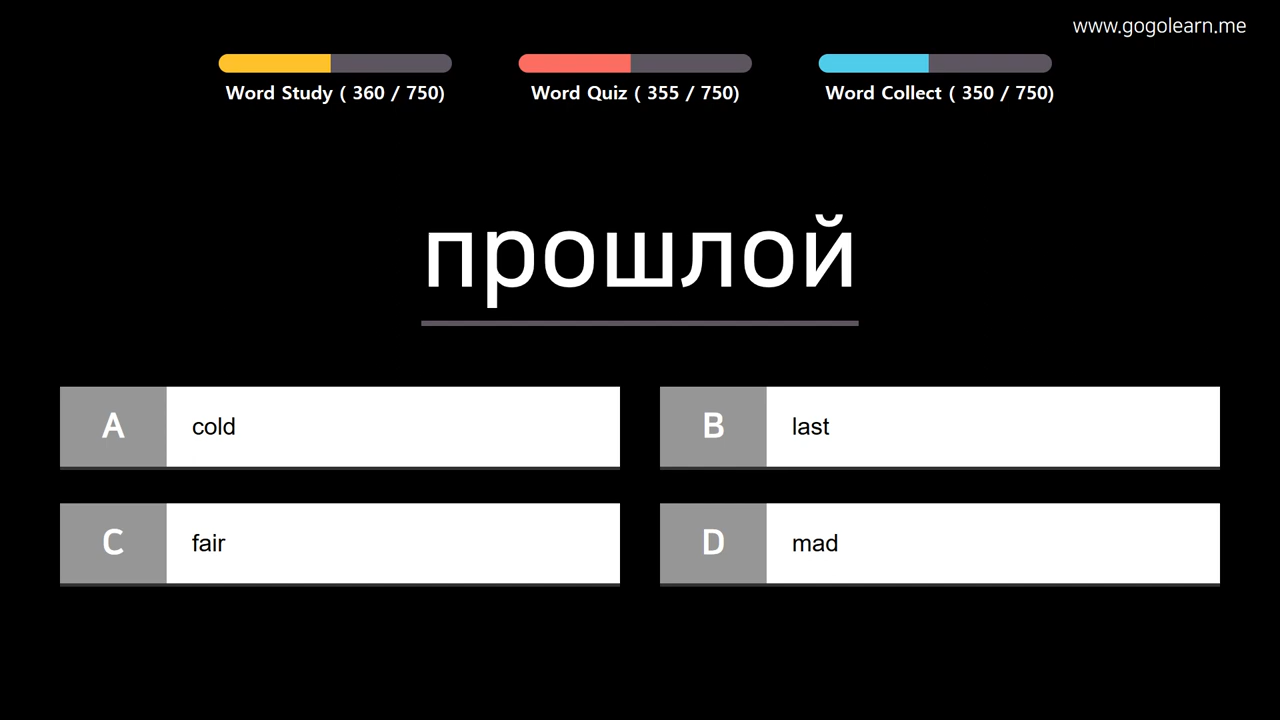 www.gogolearn.me
Word Study ( 360 / 750)
Word Quiz ( 355 / 750)
Word Collect ( 350 / 750)
прошлой
A cold
B last
C fair
D mad